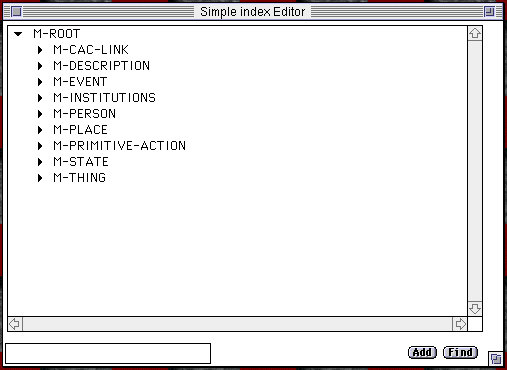 Simple index Editor
M-ROOT
M-CAC-LINK
M-DESCRIPTION
M-EVENT
M-INSTITUTIONS
M-PERSON
M-PLACE
M-PRIMITIVE-ACTION
M-STATE
M-THING
Add Find